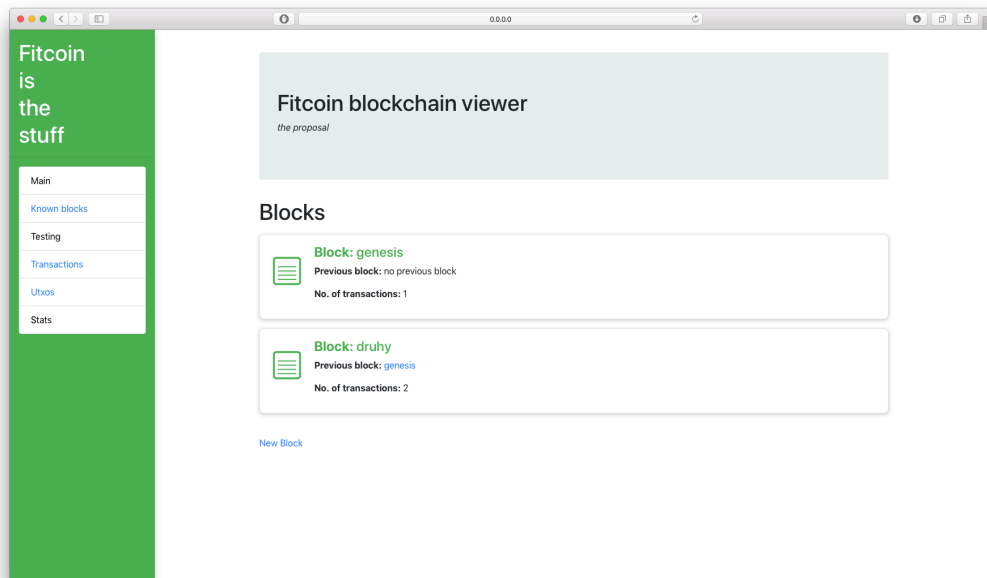 0.0.0.0
Fitcoin
is
the
stuff
Main
Known blocks
Testing
Transactions
Utxos
Stats
Fitcoin blockchain viewer
the proposal
Blocks
Block: genesis
Previous block: no previous block
No. of transactions: 1
Block: druhy
Previous block: genesis
No. of transactions: 2
New Block